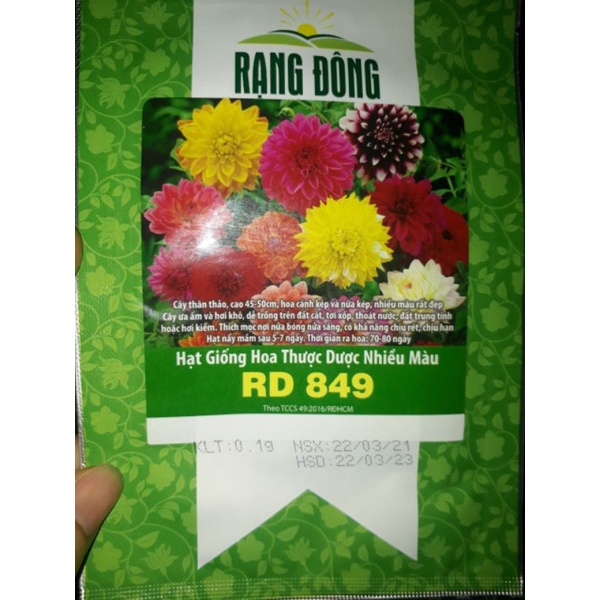 RẠNG ĐÔNG
Cây thân thảo, cao 45-50cm, hoa cánh kép và nửa kép, nhiều màu rất đẹp
Cây ưa ẩm và hơi khô, dễ trồng trên đất cát, tơi xốp, thoát nước, đất trung tính
hoặc hơi kiềm. Thích mọc nơi nửa bóng nửa sáng, có khả năng chịu rét, chịu hạn
Hạt nảy mầm sau 5-7 ngày. Thời gian ra hoa: 70-80 ngày
Hạt Giống Hoa Thược Dược Nhiều Màu
RD 849
Theo TCCS 49:2016/RĐHCM
KLT:0.1g NSX:22/03/21
HSD:22/03/23